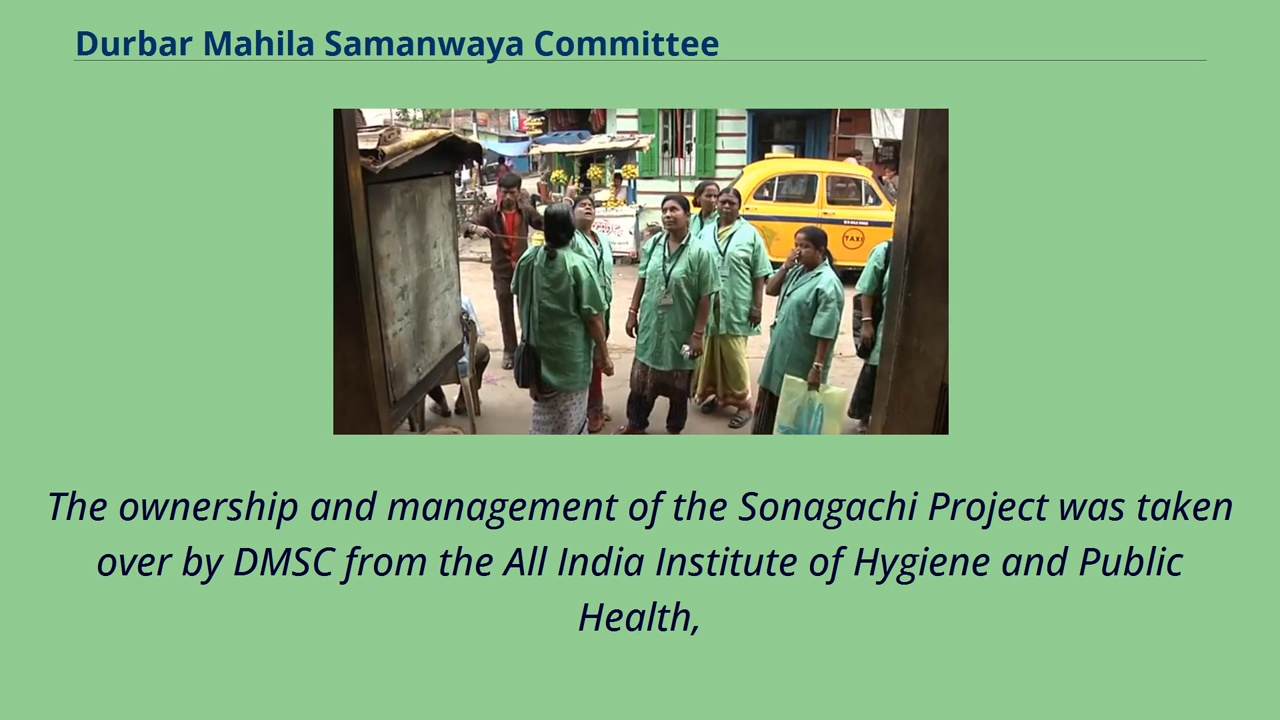 Durbar Mahila Samanwaya Committee
TAXI
The ownership and management of the Sonagachi Project was taken
over by DMSC from the All India Institute of Hygiene and Public
Health,